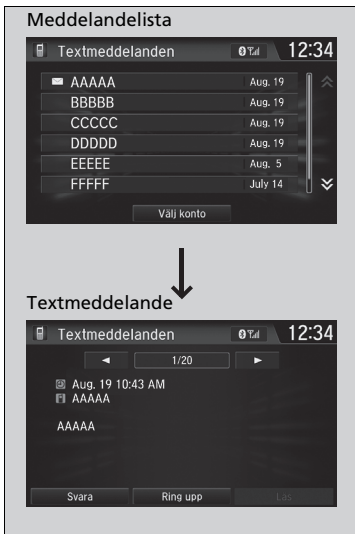 Meddelandelista
Textmeddelanden 12:34
AAAAA Aug. 19
BBBBB Aug. 19
CCCCC Aug. 19
DDDDD Aug. 19
EEEEE Aug. 5
FFFFF July 14
Välj konto
Textmeddelande
Textmeddelanden 12:34
1/20
Aug. 19 10:43 AM
AAAAA
AAAAA
Svara Ring upp Läs